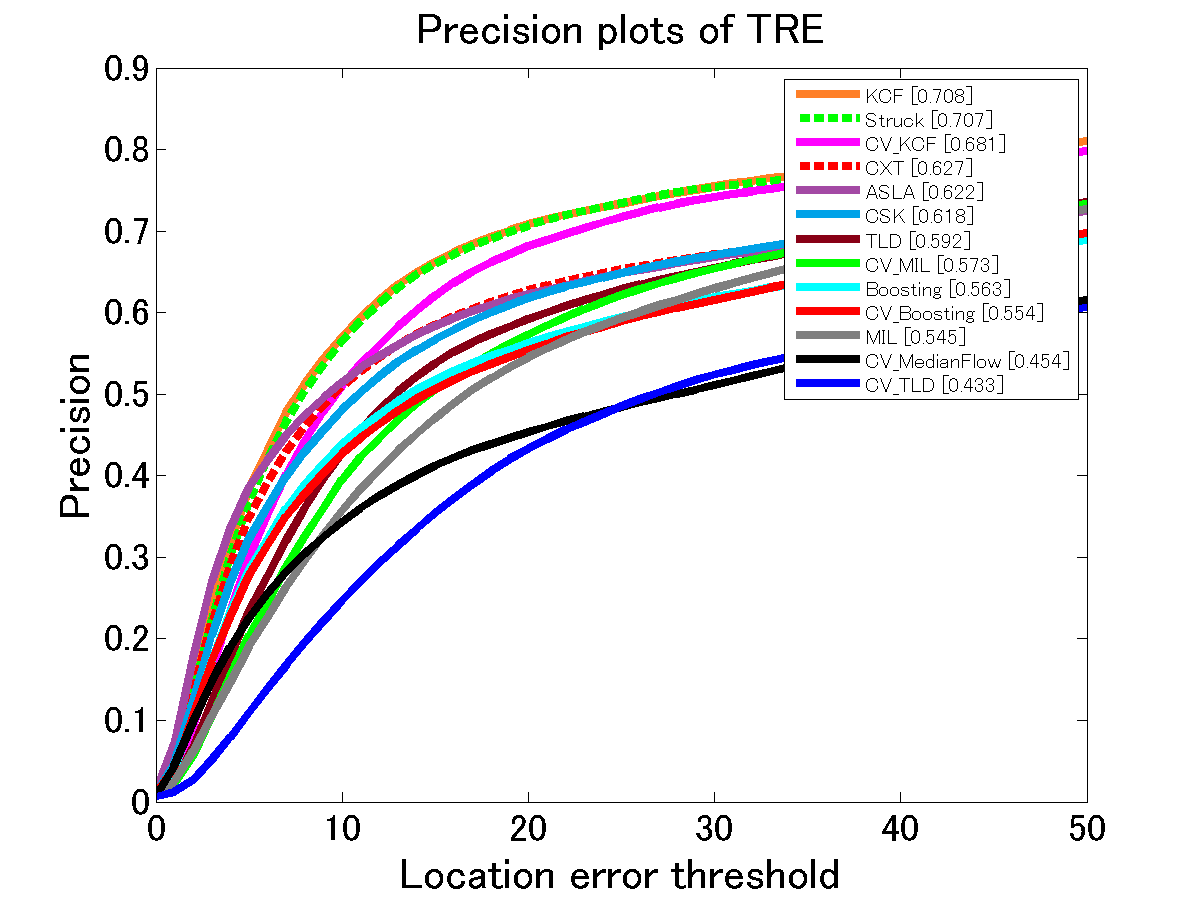 Precision plots of TRE
0.9
0.8
0.7
0.6
0.5
0.4
0.3
0.2
0.1
0
Precision
KCF [0.708]
Struck [0.707]
CV_KCF [0.681]
CXT [0.627]
ASLA [0.622]
CSK [0.618]
TLD [0.592]
CV_MIL [0.573]
Boosting [0.563]
CV_Boosting [0.554]
MIL [0.545]
CV_MedianFlow [0.454]
CV_TLD [0.433]
0 10 20 30 40 50
Location error threshold